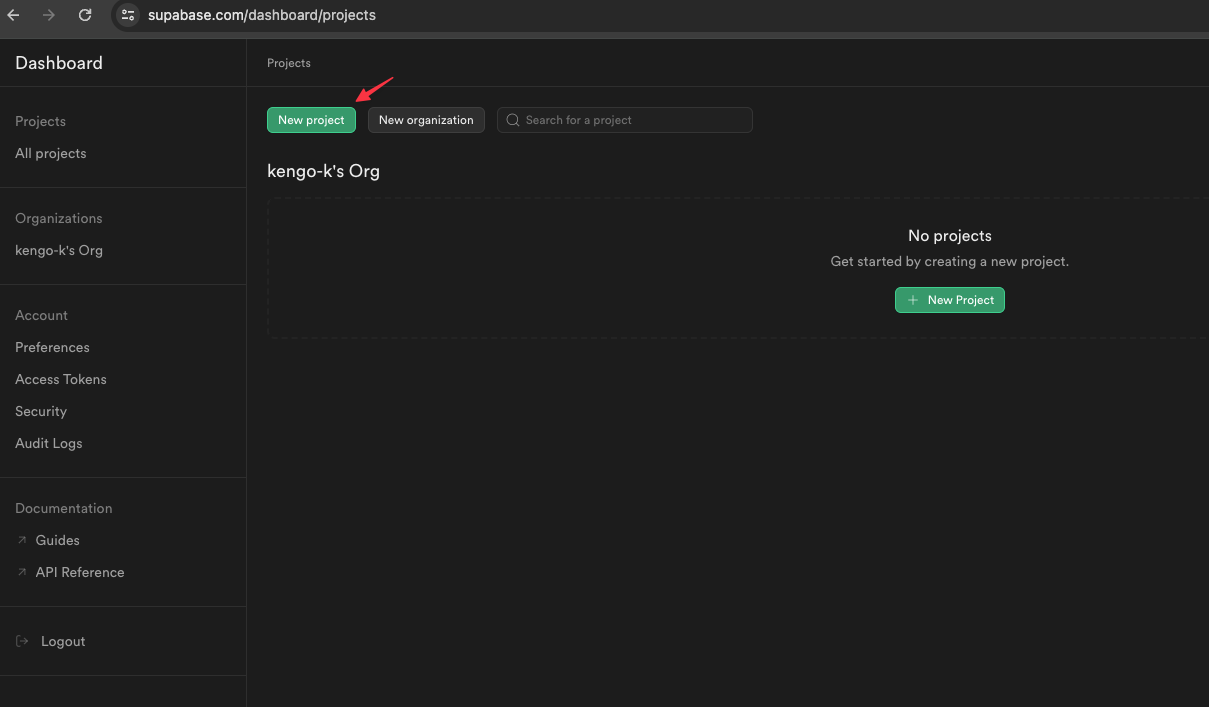 supabase.com/dashboard/projects
Dashboard
Projects
All projects
Organizations
kengo-k's Org
Account
Preferences
Access Tokens
Security
Audit Logs
Documentation
Guides
API Reference
Logout
Projects
New project
New organization
Search for a project
kengo-k's Org
No projects
Get started by creating a new project.
New Project